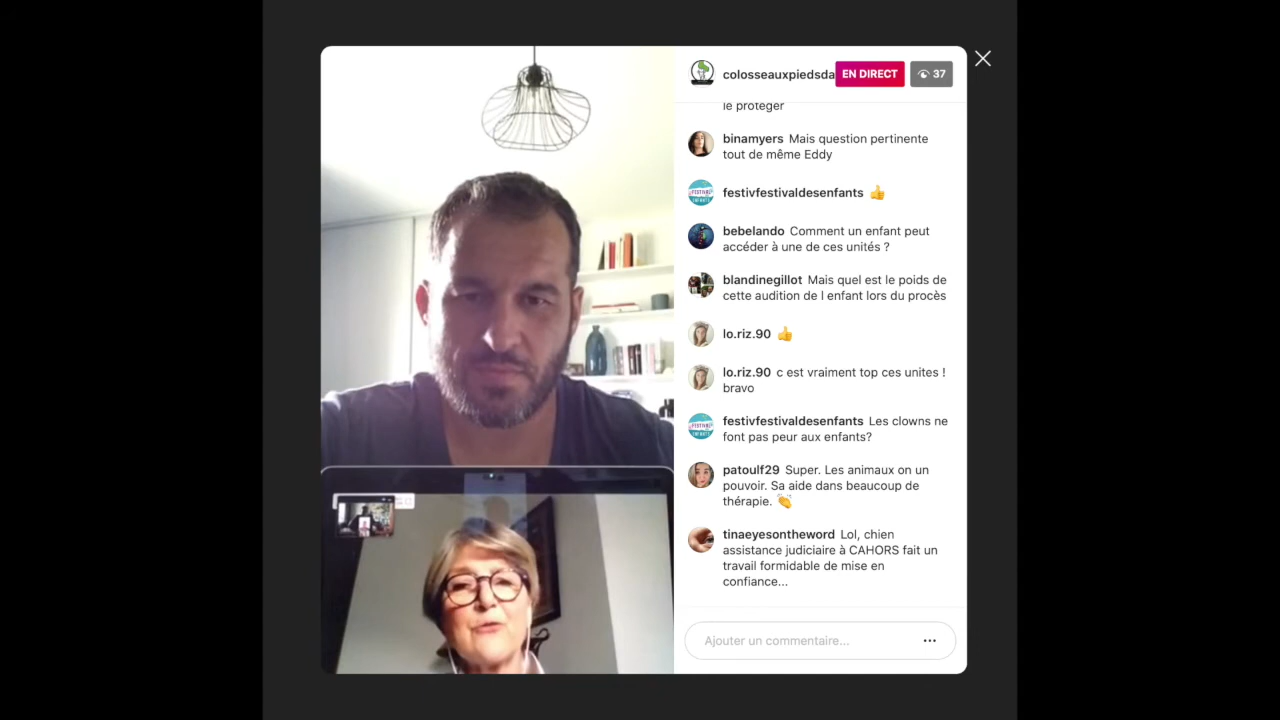 colosseauxpiedsda EN DIRECT 37
le protéger
binamyers Mais question pertinente
tout de même Eddy
festivfestivaldesenfants 👍
bebelando Comment un enfant peut
accéder à une de ces unités ?
blandinegillot Mais quel est le poids de
cette audition de l enfant lors du procès
lo.riz.90 👍
lo.riz.90 c est vraiment top ces unites !
bravo
festivfestivaldesenfants Les clowns ne
font pas peur aux enfants?
patoulf29 Super. Les animaux on un
pouvoir. Sa aide dans beaucoup de
thérapie. 👏
tinaeyesontheword Lol, chien
assistance judiciaire à CAHORS fait un
travail formidable de mise en
confiance...
Ajouter un commentaire...